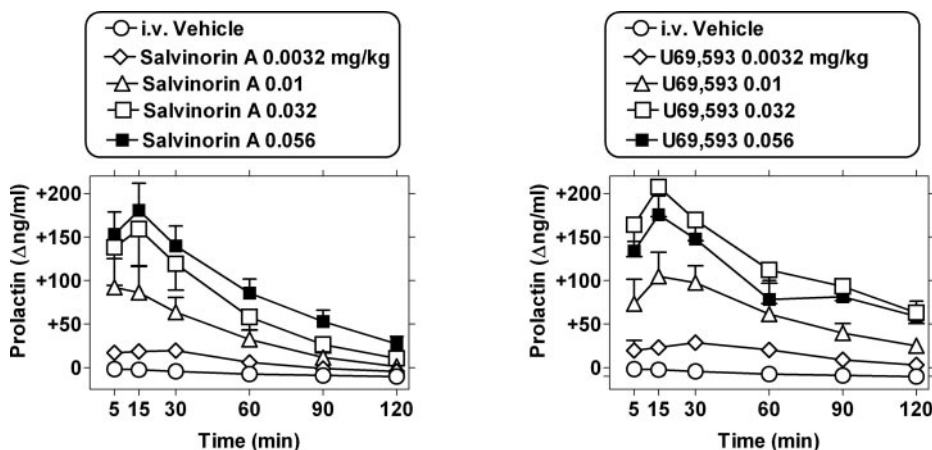 i.v. Vehicle
Salvinorin A 0.0032 mg/kg
Salvinorin A 0.01
Salvinorin A 0.032
Salvinorin A 0.056
Prolactin (Δng/ml)
+200
+150
+100
+50
0
5 15 30 60 90 120
Time (min)
i.v. Vehicle
U69,593 0.0032 mg/kg
U69,593 0.01
U69,593 0.032
U69,593 0.056
Prolactin (Δng/ml)
+200
+150
+100
+50
0
5 15 30 60 90 120
Time (min)